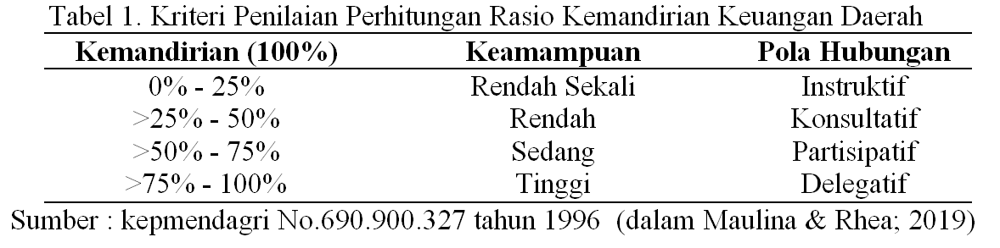 Tabel 1. Kriteri Penilaian Perhitungan Rasio Kemandirian Keuangan Daerah
Kemandirian (100%) Keamampuan Pola Hubungan
0% - 25% Rendah Sekali Instruktif
>25% - 50% Rendah Konsultatif
>50% - 75% Sedang Partisipatif
>75% - 100% Tinggi Delegatif
Sumber : kepmendagri No.690.900.327 tahun 1996 (dalam Maulina & Rhea; 2019)